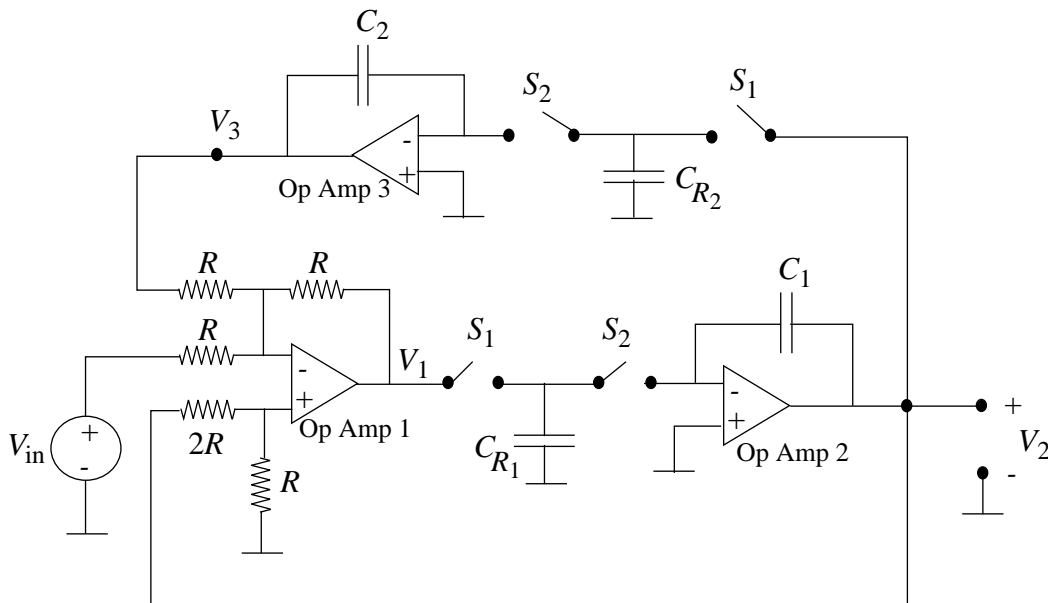 C2
S2
S1
V3
-
+
Op Amp 3
CR2
R
R
C1
R
S1
S2
V1
-
+
Op Amp 1
-
+
Op Amp 2
+
-
Vin
2R
R
CR1
+
V2
-